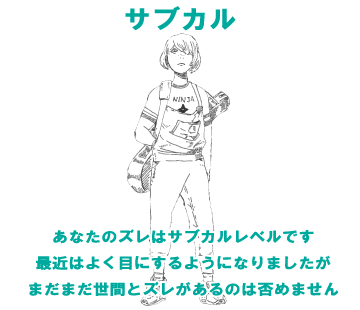 サブカル
NINJA
あなたのズレはサブカルレベルです
最近はよく目にするようになりましたが
まだまだ世間とズレがあるのは否めません